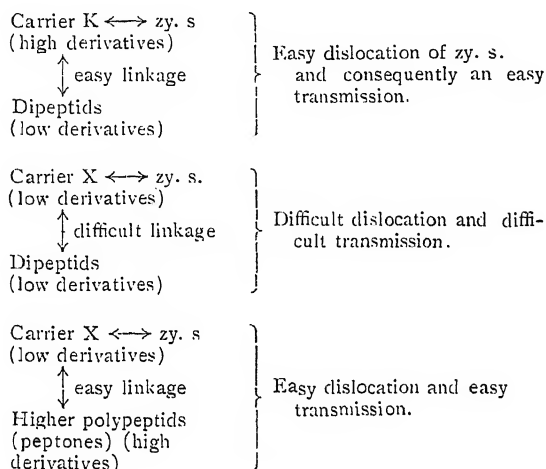 Carrier K ⟷ zy. s
(high derivatives)
easy linkage
Dipeptids
(low derivatives)
Easy dislocation of zy. s.
and consequently an easy
transmission.
Carrier X ⟷ zy. s.
(low derivatives)
difficult linkage
Dipeptids
(low derivatives)
Difficult dislocation and diffi-
cult transmission.
Carrier X ⟷ zy. s
(low derivatives)
easy linkage
Higher polypeptids
(peptones) (high
derivatives)
Easy dislocation and easy
transmission.